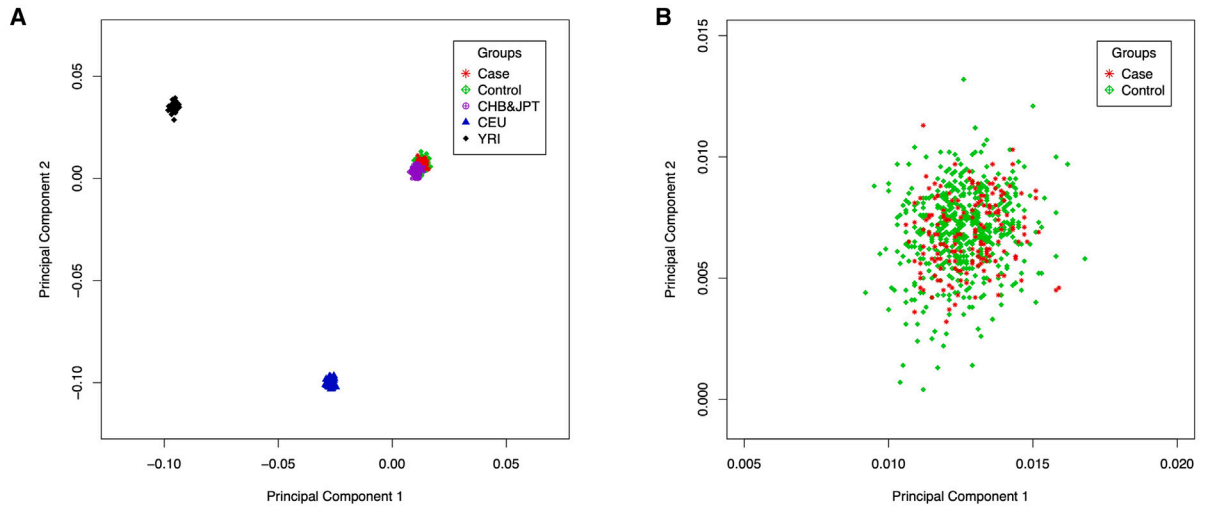 A
Groups
Case
Control
CHB&JPT
CEU
YRI
0.05
0.00
−0.05
−0.10
Principal Component 2
−0.10
−0.05
0.00
0.05
Principal Component 1
B
Groups
Case
Control
0.015
0.010
0.005
0.000
Principal Component 2
0.005
0.010
0.015
0.020
Principal Component 1